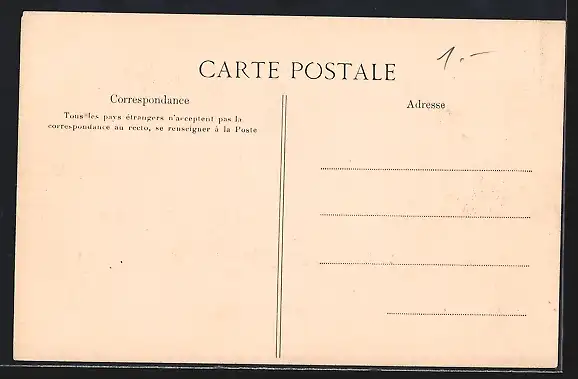 1.-
CARTE POSTALE
Correspondance
Tous les pays étrangers n'acceptent pas la
correspondance au recto, se renseigner à la Poste
Adresse